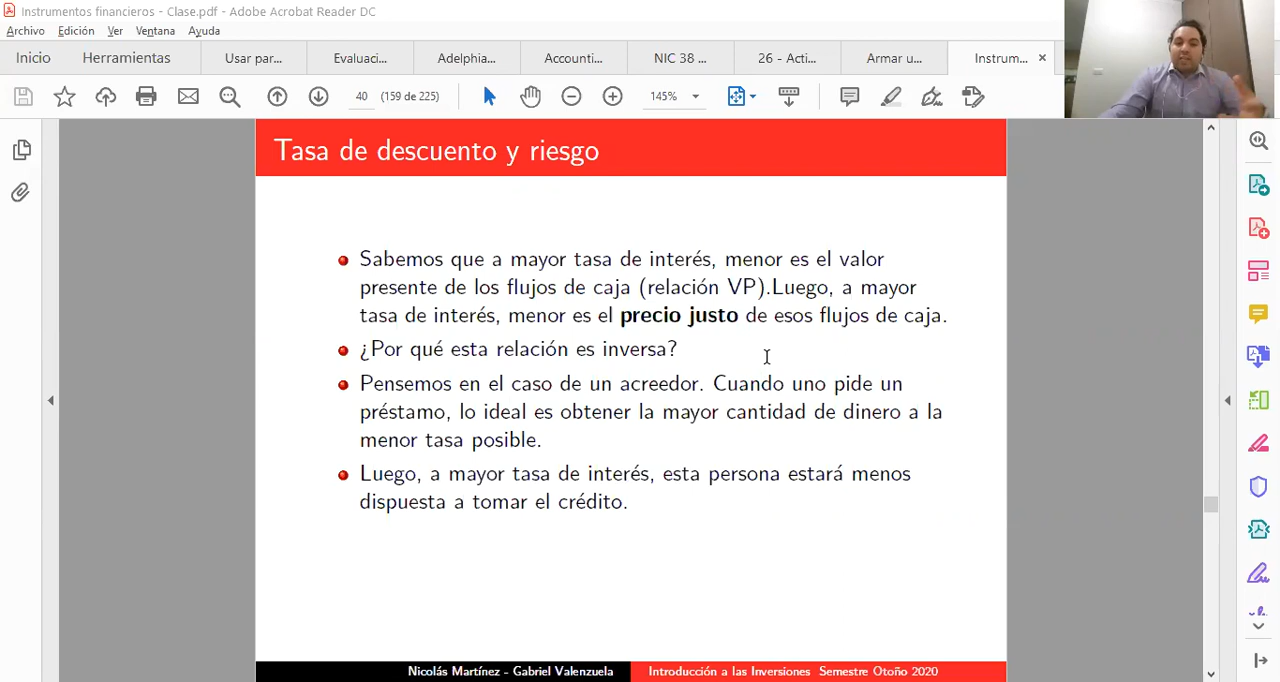 Instrumentos financieros - Clase.pdf - Adobe Acrobat Reader DC
Archivo Edición Ver Ventana Ayuda
Inicio Herramientas Usar par... Evaluaci... Adelphia... Accounti... NIC 38 ... 26 - Acti... Armar u... Instrum... ×
40 (159 de 225) 145%
Tasa de descuento y riesgo
Sabemos que a mayor tasa de interés, menor es el valor
presente de los flujos de caja (relación VP).Luego, a mayor
tasa de interés, menor es el precio justo de esos flujos de caja.
¿Por qué esta relación es inversa?
Pensemos en el caso de un acreedor. Cuando uno pide un
préstamo, lo ideal es obtener la mayor cantidad de dinero a la
menor tasa posible.
Luego, a mayor tasa de interés, esta persona estará menos
dispuesta a tomar el crédito.
Nicolás Martínez - Gabriel Valenzuela Introducción a las Inversiones Semestre Otoño 2020